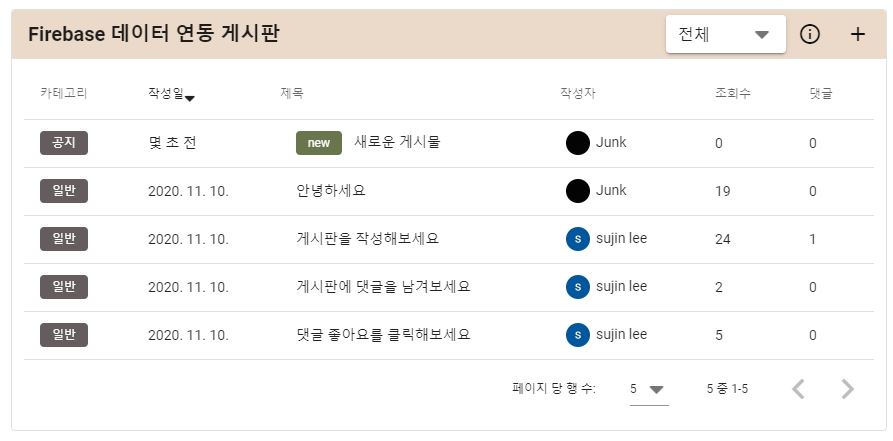 Firebase 데이터 연동 게시판 전체
카테고리 작성일 제목 작성자 조회수 댓글
공지 몇 초 전 new 새로운 게시물 Junk 0 0
일반 2020. 11. 10. 안녕하세요 Junk 19 0
일반 2020. 11. 10. 게시판을 작성해보세요 s sujin lee 24 1
일반 2020. 11. 10. 게시판에 댓글을 남겨보세요 s sujin lee 2 0
일반 2020. 11. 10. 댓글 좋아요를 클릭해보세요 s sujin lee 5 0
페이지 당 행 수: 5 5 중 1-5